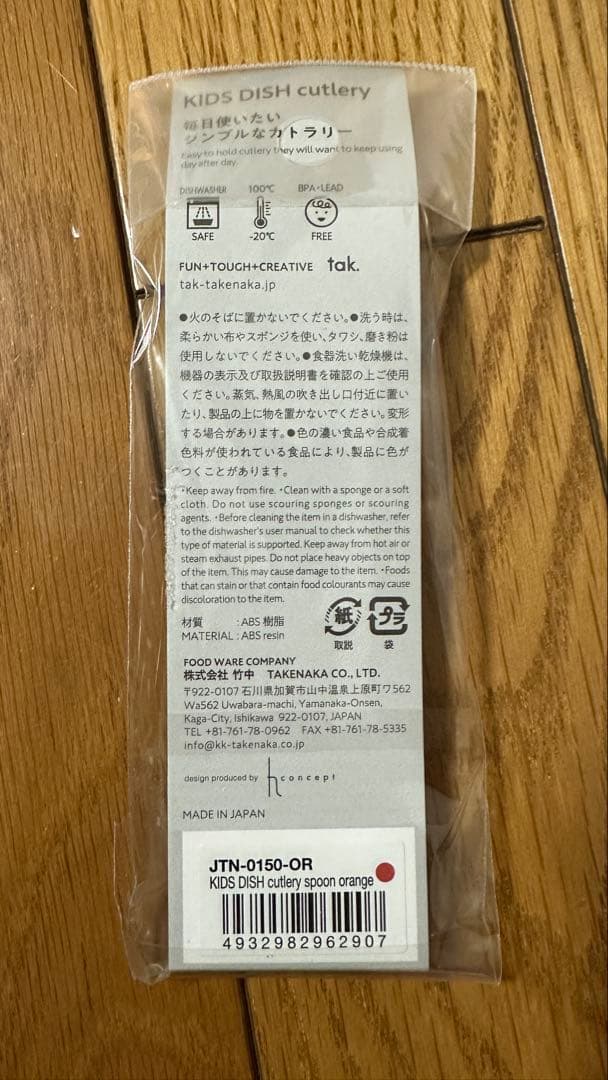 KIDS DISH cutlery
毎日使いたい
シンプルなカトラリー
Easy to hold cutlery they will want to keep using
day after day.
DISHWASHER 100℃ BPA・LEAD
SAFE -20℃ FREE
FUN+TOUGH+CREATIVE tak.
tak-takenaka.jp
●火のそばに置かないでください。●洗う時は、
柔らかい布やスポンジを使い、タワシ、磨き粉は
使用しないでください。●食器洗い乾燥機は、
機器の表示及び取扱説明書を確認の上ご使用
ください。蒸気、熱風の吹き出し口付近に置い
たり、製品の上に物を置かないでください。変形
する場合があります。●色の濃い食品や合成着
色料が使われている食品により、製品に色が
つくことがあります。
・Keep away from fire. ・Clean with a sponge or a soft
cloth. Do not use scouring sponges or scouring
agents. ・Before cleaning the item in a dishwasher, refer
to the dishwasher's user manual to check whether this
type of material is supported. Keep away from hot air or
steam exhaust pipes. Do not place heavy objects on top
of the item. This may cause damage to the item. ・Foods
that can stain or that contain food colourants may cause
discoloration to the item.
材質 : ABS 樹脂
MATERIAL : ABS resin
紙 プラ
取説 袋
FOOD WARE COMPANY
株式会社 竹中 TAKENAKA CO., LTD.
〒922-0107 石川県加賀市山中温泉上原町ワ562
Wa562 Uwabara-machi, Yamanaka-Onsen,
Kaga-City, Ishikawa 922-0107, JAPAN
TEL +81-761-78-0962 FAX +81-761-78-5335
info@kk-takenaka.co.jp
design produced by h concept
MADE IN JAPAN
JTN-0150-OR
KIDS DISH cutlery spoon orange
4932982962907